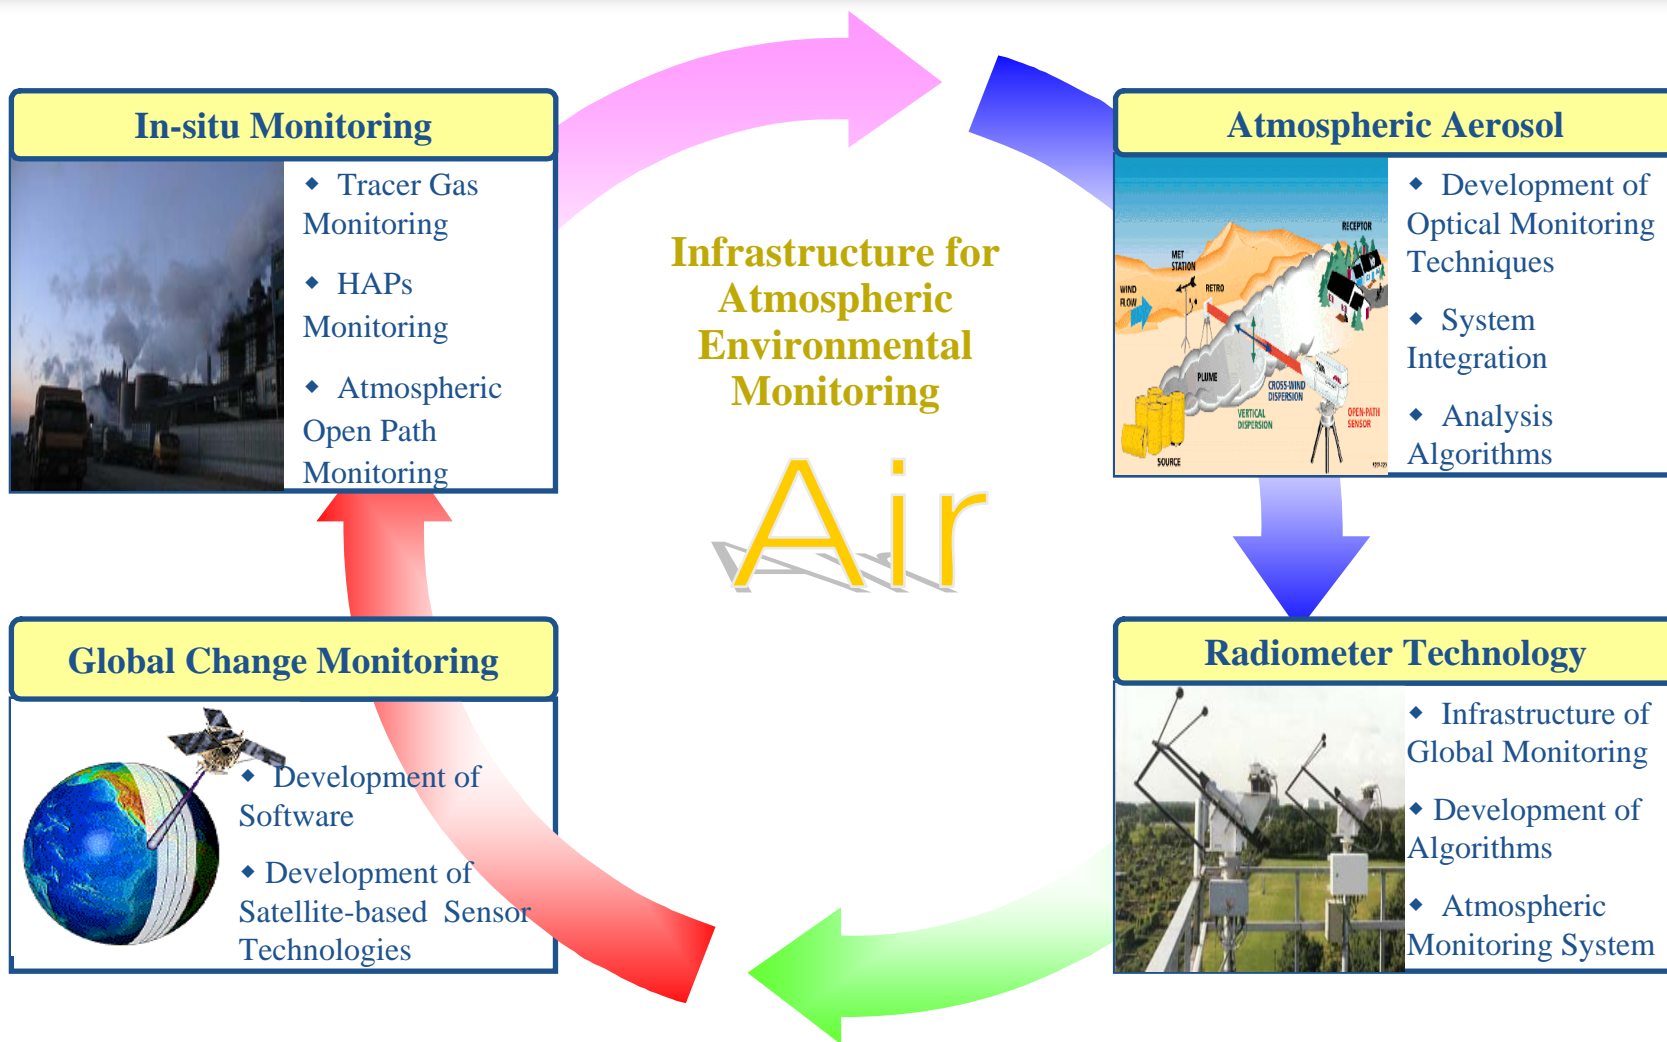 In-situ Monitoring
◆ Tracer Gas
Monitoring
◆ HAPs
Monitoring
◆ Atmospheric
Open Path
Monitoring
Infrastructure for
Atmospheric
Environmental
Monitoring
Air
Atmospheric Aerosol
RECEPTOR
MET
STATION
RETRO
WIND
FLOW
PLUME
CROSS-WIND
DISPERSION
VERTICAL
DISPERSION
OPEN-PATH
SENSOR
SOURCE
◆ Development of
Optical Monitoring
Techniques
◆ System
Integration
◆ Analysis
Algorithms
Global Change Monitoring
◆ Development of
Software
◆ Development of
Satellite-based Sensor
Technologies
Radiometer Technology
◆ Infrastructure of
Global Monitoring
◆ Development of
Algorithms
◆ Atmospheric
Monitoring System